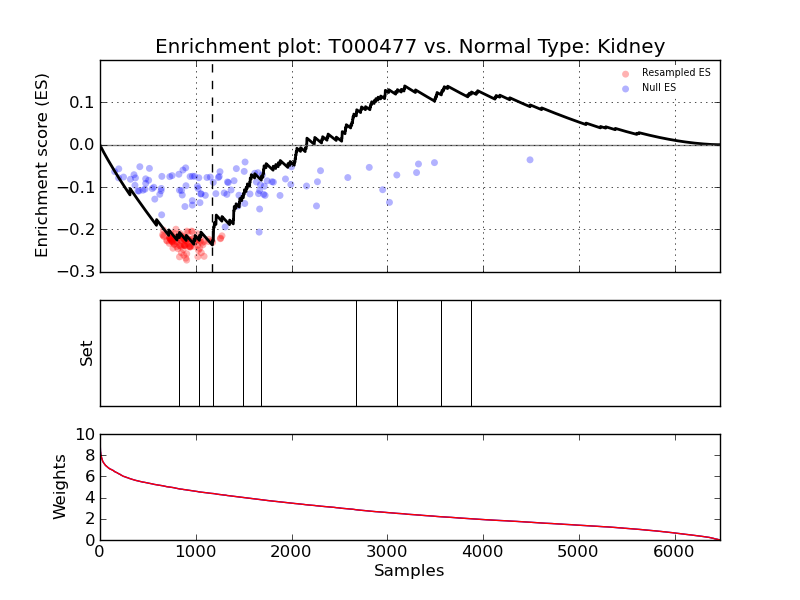 Enrichment plot: T000477 vs. Normal Type: Kidney
Enrichment score (ES)
0.1
0.0
−0.1
−0.2
−0.3
Resampled ES
Null ES
Set
Weights
10
8
6
4
2
0
0 1000 2000 3000 4000 5000 6000
Samples